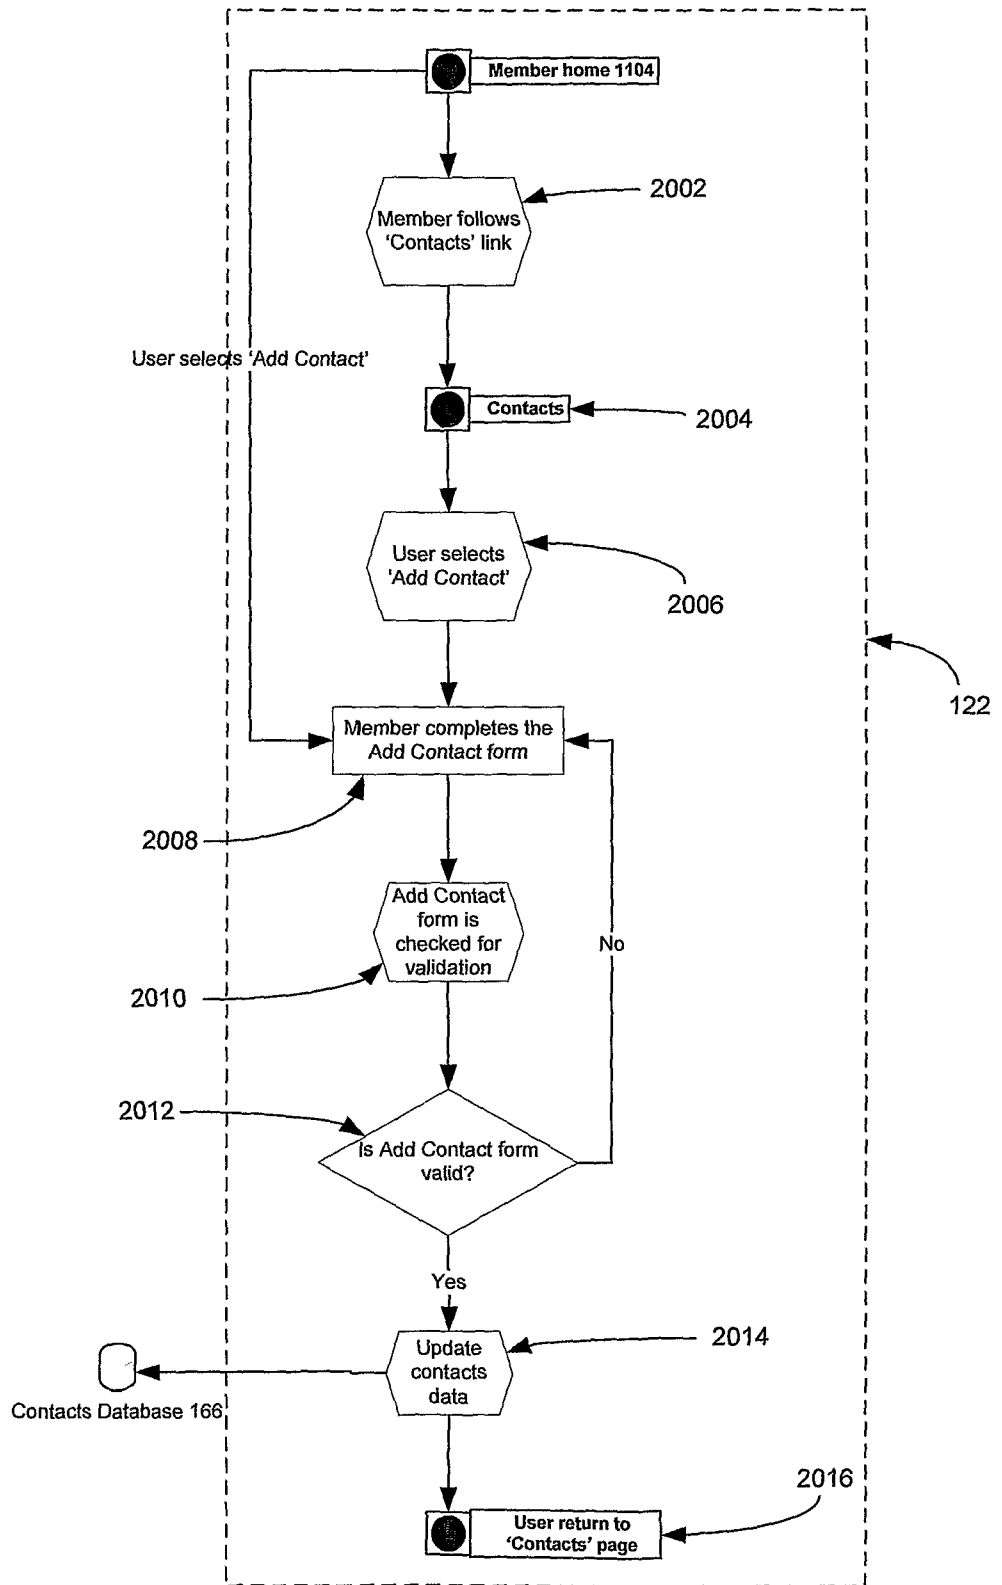 Member home 1104
2002
Member follows
'Contacts' link
User selects 'Add Contact'
Contacts
2004
User selects
'Add Contact'
2006
122
Member completes the
Add Contact form
2008
Add Contact
form is
checked for
validation
No
2010
2012
Is Add Contact form
valid?
Yes
2014
Update
contacts
data
Contacts Database 166
2016
User return to
'Contacts' page